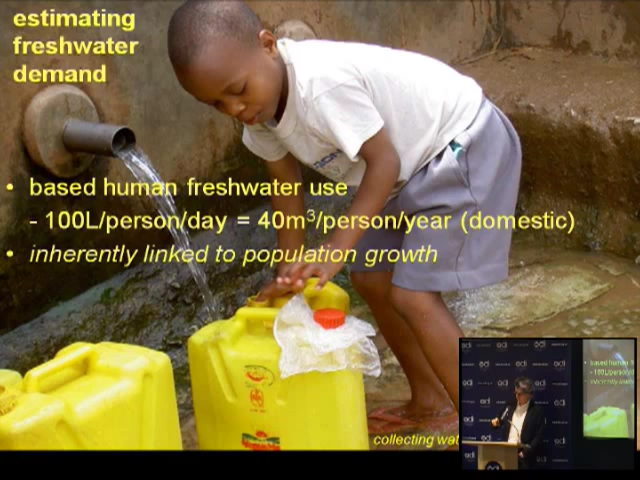 estimating
freshwater
demand
• based human freshwater use
- 100L/person/day = 40m³/person/year (domestic)
• inherently linked to population growth
collecting wat
odi